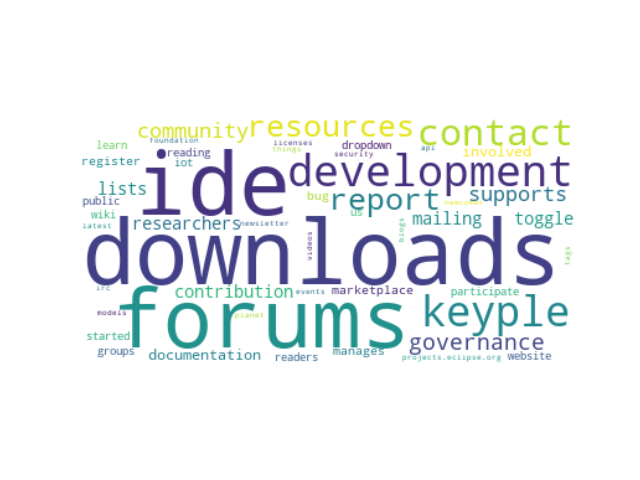 community resources contact
foundation licenses dropdown api
learn reading things security involved
register iot ide development
lists bug report supports newcomer
public us
wiki researchers newsletter mailing toggle
latest downloads
videos blogs tags
irc contribution events marketplace participate
models forums planet keyple
started governance
groups documentation readers manages projects.eclipse.org website